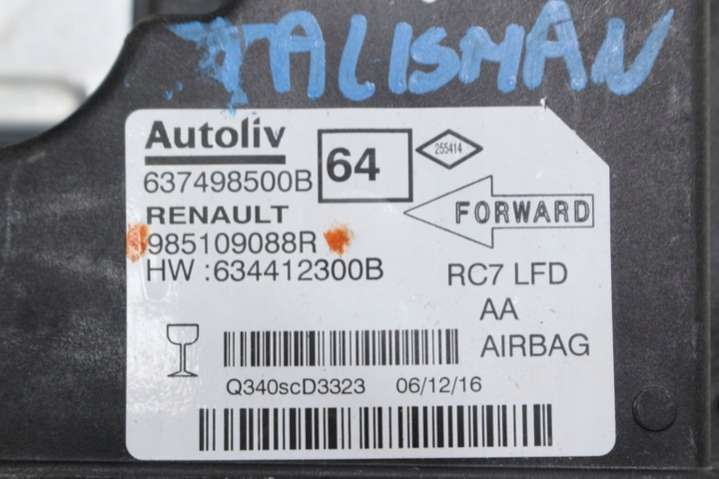 TALISMAN
Autoliv
64
255414
637498500B
RENAULT
FORWARD
985109088R
HW :634412300B
RC7 LFD
AA
AIRBAG
Q340scD3323 06/12/16